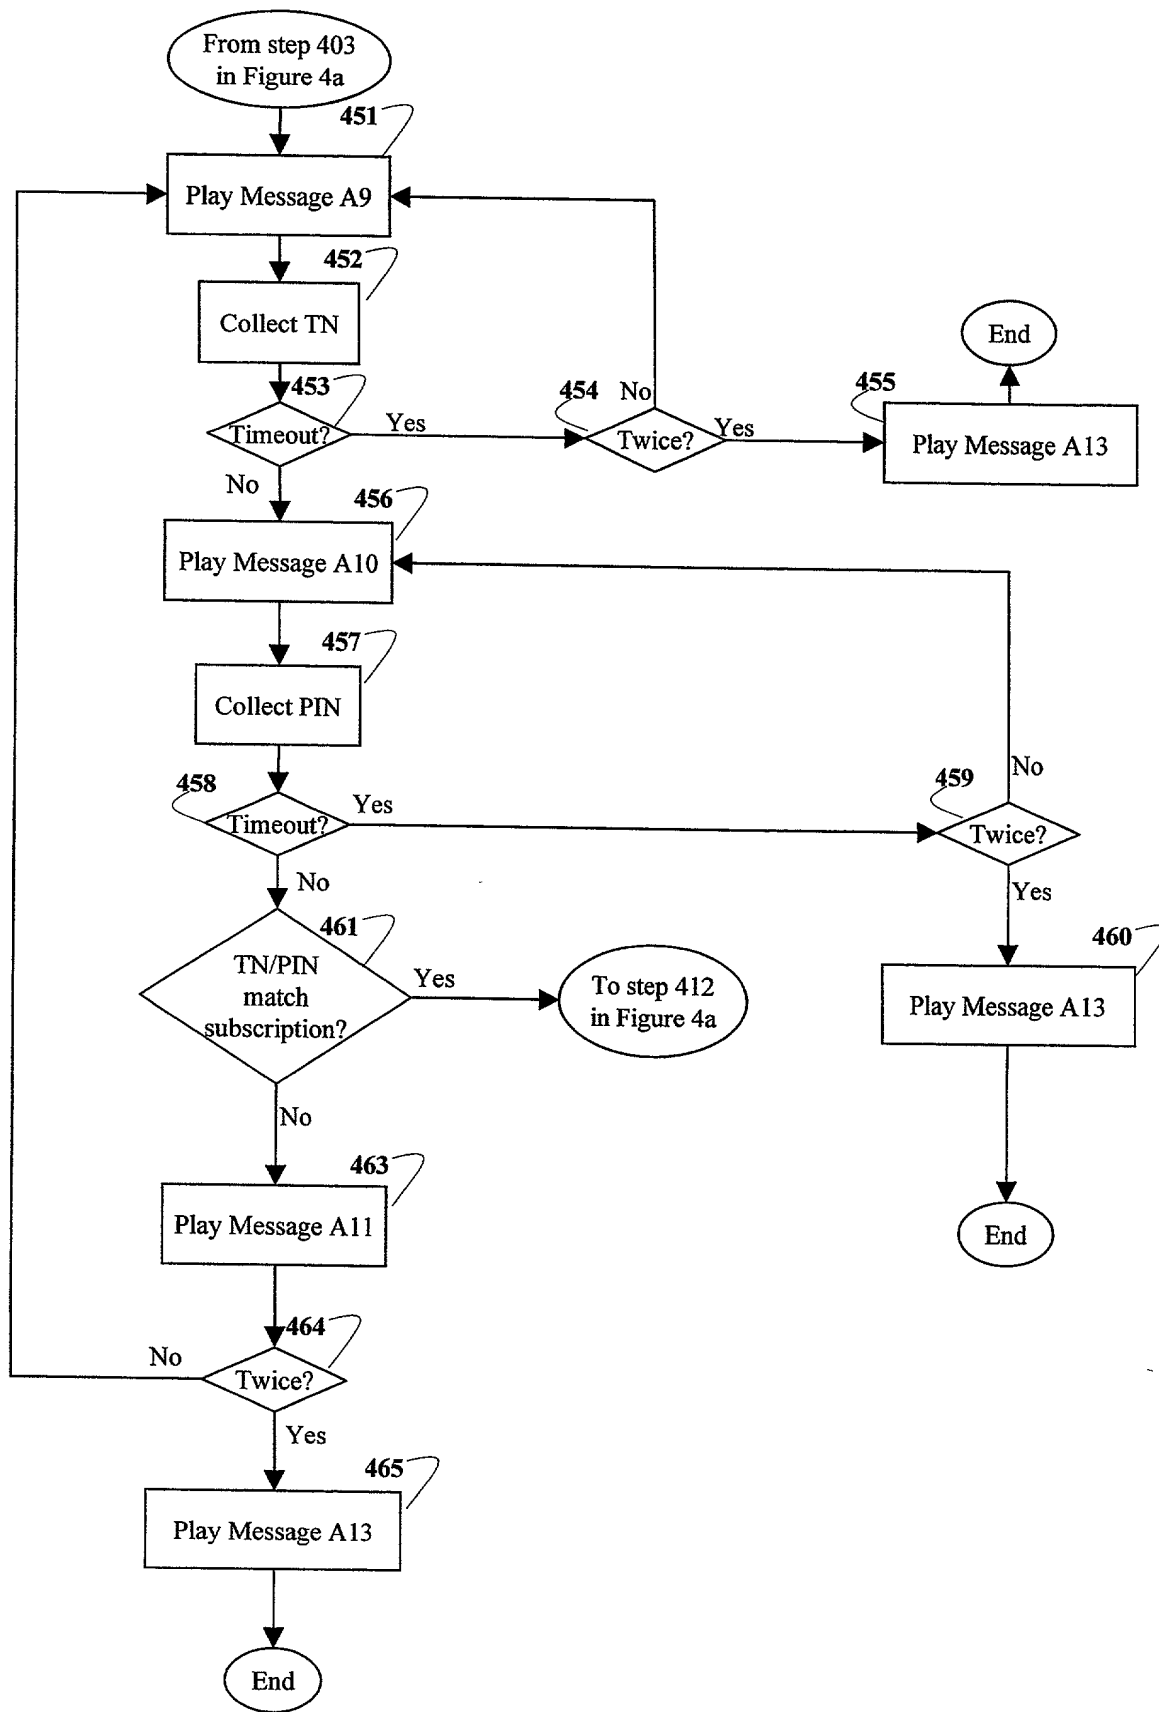 From step 403
in Figure 4a
451
Play Message A9
452
Collect TN
End
453
Timeout?
Yes
454
No
Twice?
Yes
455
Play Message A13
No
456
Play Message A10
457
Collect PIN
458
Timeout?
Yes
459
No
Twice?
No
Yes
461
TN/PIN
match
subscription?
Yes
To step 412
in Figure 4a
460
Play Message A13
No
463
Play Message A11
End
464
No
Twice?
Yes
465
Play Message A13
End